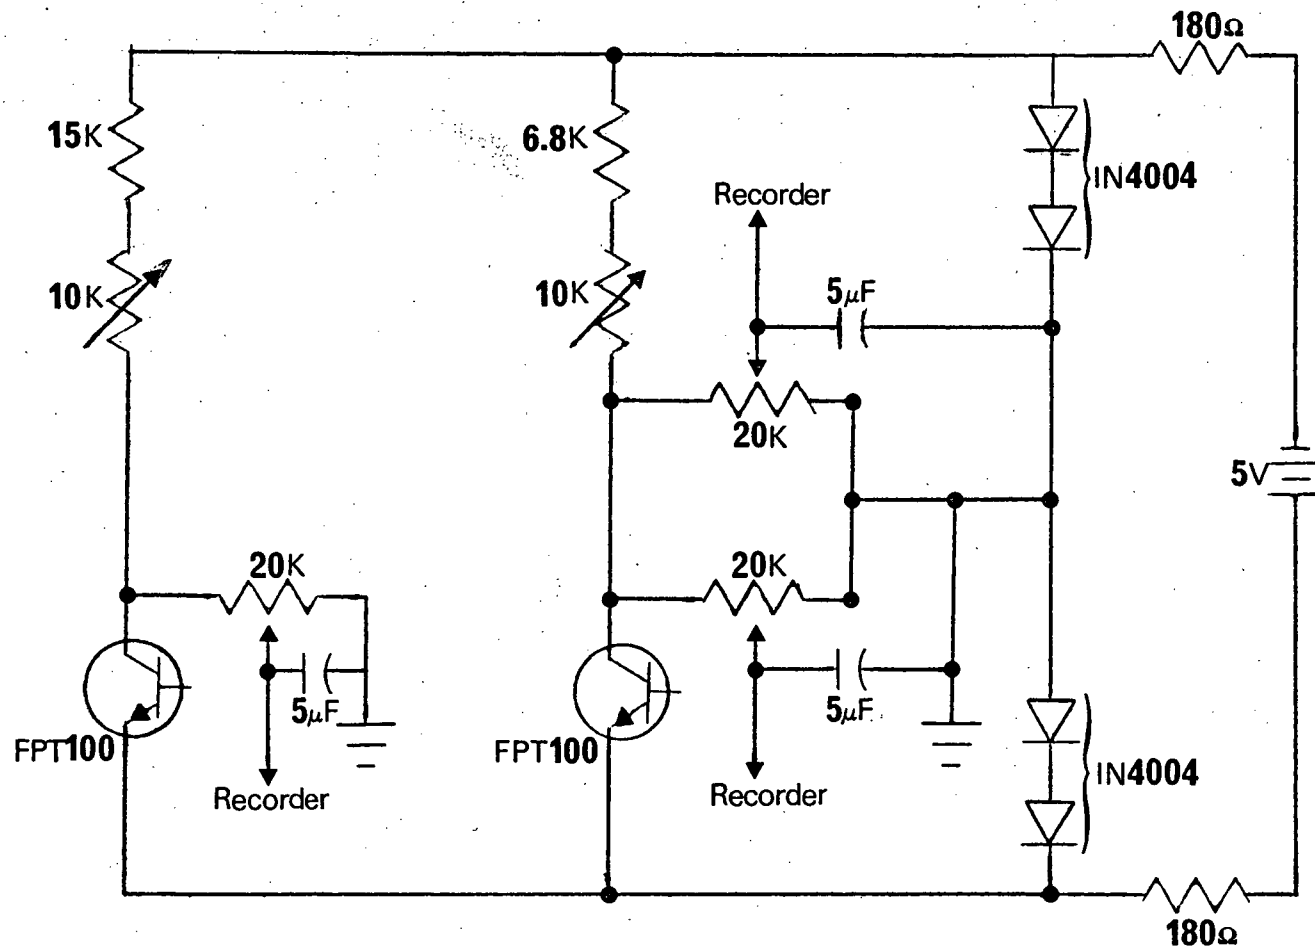 180Ω
15K
6.8K
IN4004
Recorder
10K
10K
5μF
20K
5V
20K
20K
5μF
5μF
FPT100
FPT100
IN4004
Recorder
Recorder
180Ω